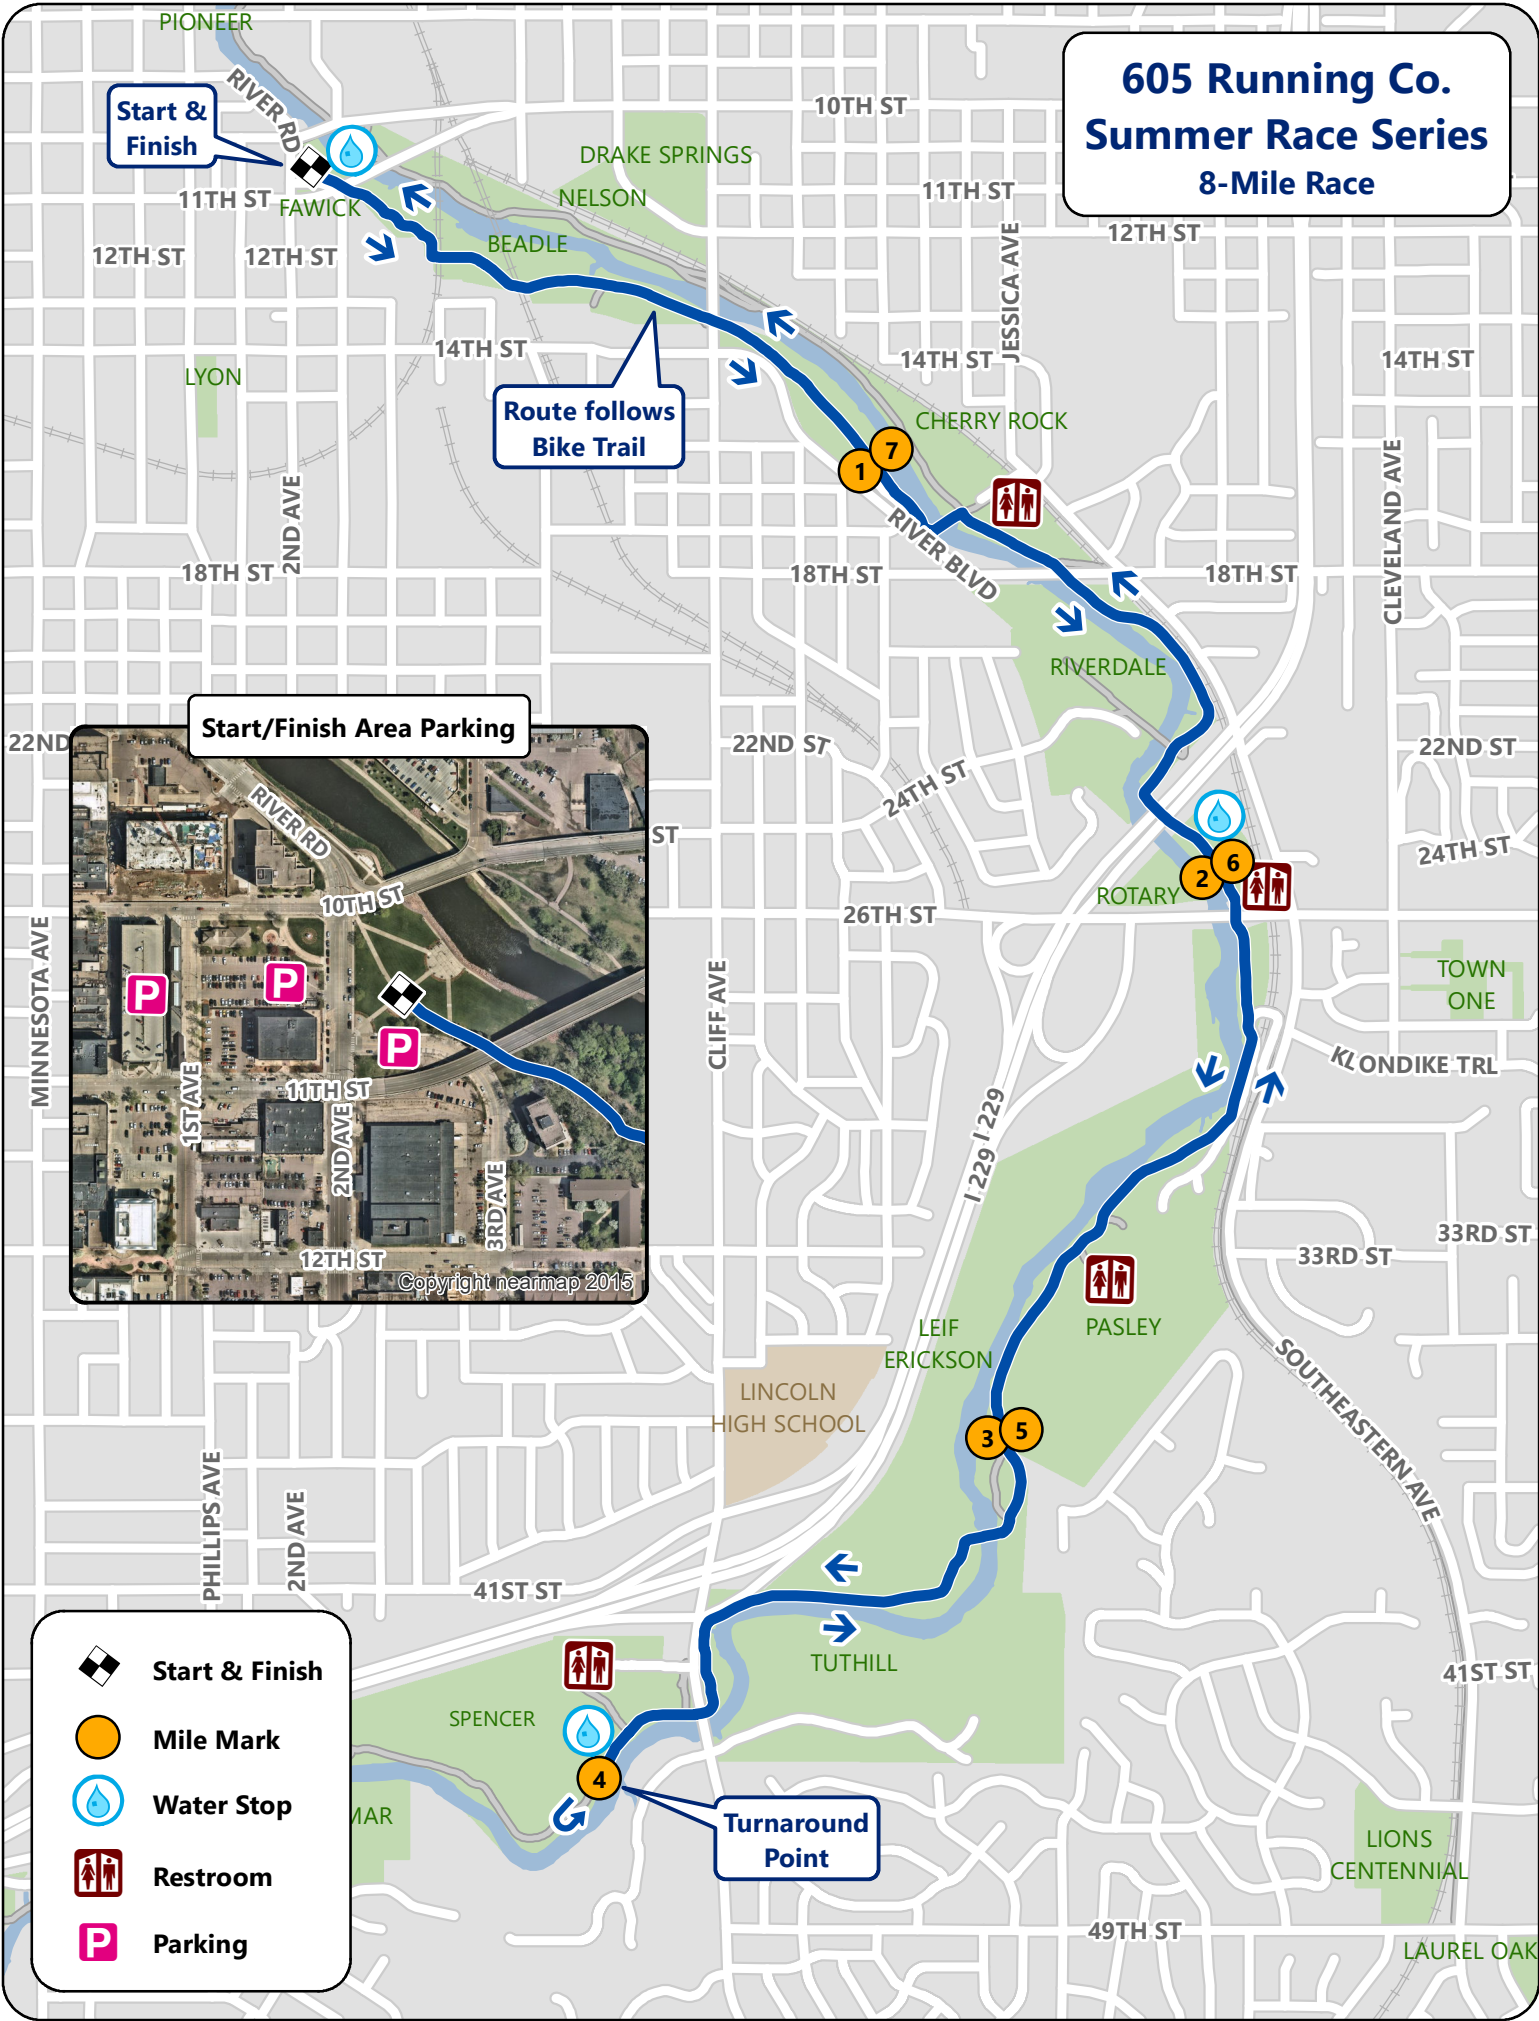 PIONEER
605 Running Co.
Summer Race Series
8-Mile Race
RIVER RD
Start &
Finish
10TH ST
DRAKE SPRINGS
NELSON
11TH ST
FAWICK
11TH ST
12TH ST
12TH ST
BEADLE
12TH ST
JESSICA AVE
14TH ST
14TH ST
14TH ST
LYON
Route follows
Bike Trail
CHERRY ROCK
7
1
2ND AVE
RIVER BLVD
CLEVELAND AVE
18TH ST
18TH ST
18TH ST
RIVERDALE
Start/Finish Area Parking
22ND
22ND ST
22ND ST
24TH ST
24TH ST
ST
RIVER RD
10TH ST
P
P
P
11TH ST
1ST AVE
2ND AVE
3RD AVE
12TH ST
Copyright nearmap 2015
6
2
ROTARY
26TH ST
MINNESOTA AVE
CLIFF AVE
TOWN
ONE
KLONDIKE TRL
I 229
I 229
33RD ST
33RD ST
PASLEY
LEIF
ERICKSON
LINCOLN
HIGH SCHOOL
SOUTHEASTERN AVE
3
5
PHILLIPS AVE
2ND AVE
41ST ST
TUTHILL
41ST ST
SPENCER
4
Turnaround
Point
MAR
LIONS
CENTENNIAL
49TH ST
LAUREL OAK
Start & Finish
Mile Mark
Water Stop
Restroom
P
Parking